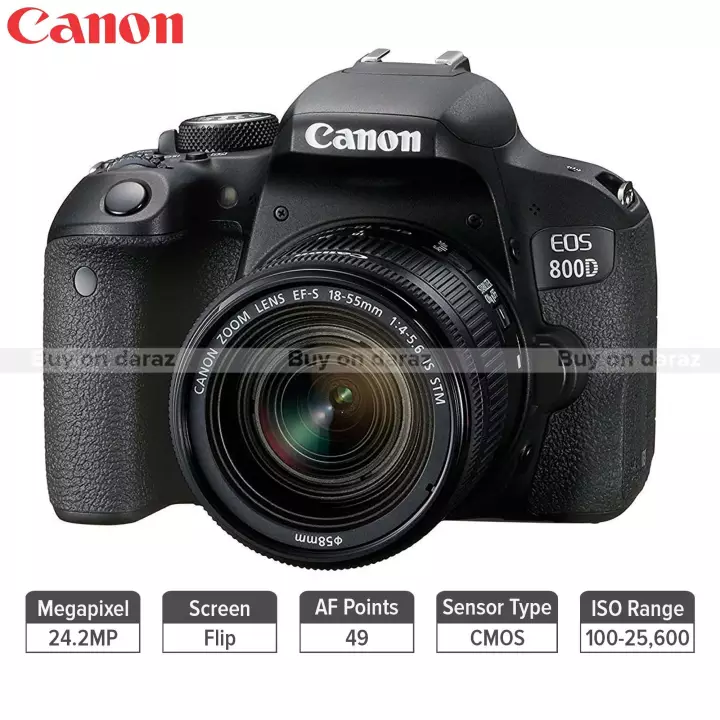 Canon
Canon
EOS
800D
CANON ZOOM LENS EF-S 18-55mm 1:4-5.6 IS STM
Canon
STABILIZER
Buy on daraz Buy on daraz Buy on daraz
φ58mm
Megapixel
24.2MP
Screen
Flip
AF Points
49
Sensor Type
CMOS
ISO Range
100-25,600